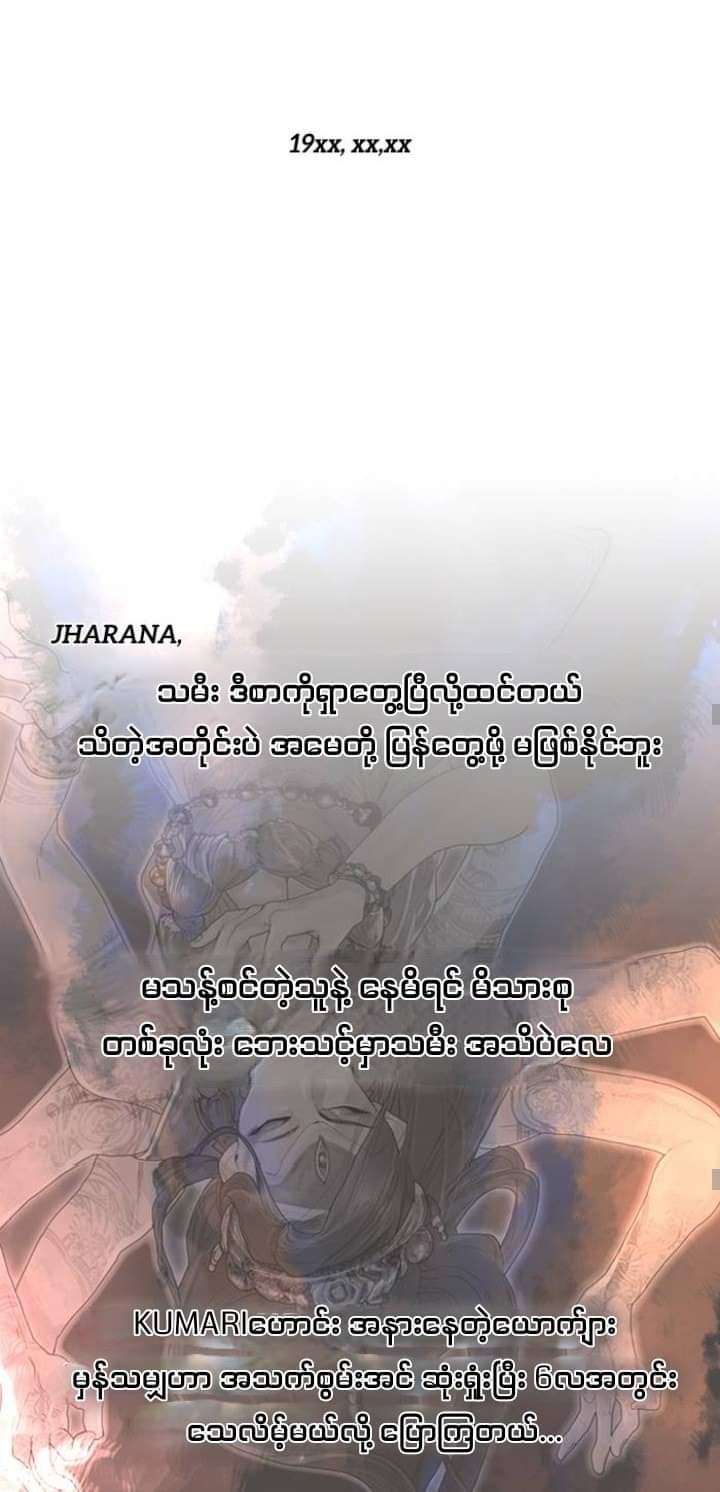 19xx, xx,xx
JHARANA,
သမီး ဒီစာကိုရှာတွေ့ပြီလို့ထင်တယ်
သိတဲ့အတိုင်းပဲ အမေတို့ ပြန်တွေ့ဖို့ မဖြစ်နိုင်ဘူး
မသန့်စင်တဲ့သူနဲ့ နေမိရင် မိသားစု
တစ်ခုလုံး ဘေးသင့်မှာသမီး အသိပဲလေ
KUMARIဟောင်း အနားနေတဲ့ယောကျ်ား
မှန်သမျှဟာ အသက်စွမ်းအင် ဆုံးရှုံးပြီး 6လအတွင်း
သေလိမ့်မယ်လို့ ပြောကြတယ်...